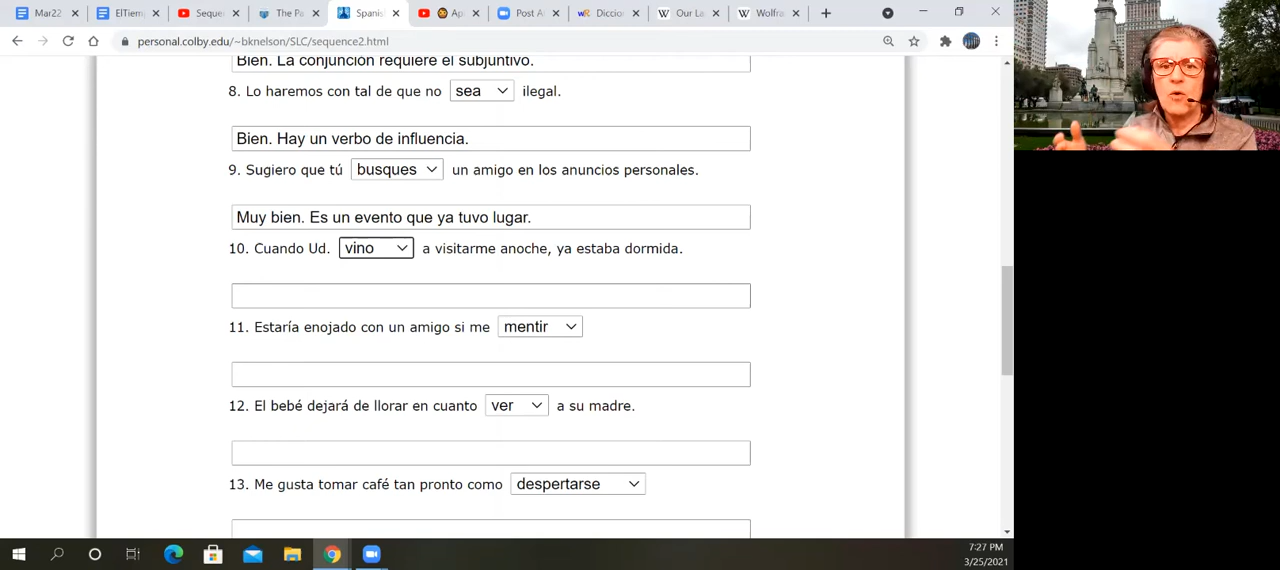 Mar22
ElTiem
Seque
The Pa
Spanis
Ap
Post A
Diccio
Our La
Wolfra
personal.colby.edu/~bknelson/SLC/sequence2.html
Bien. La conjunción requiere el subjuntivo.
8. Lo haremos con tal de que no sea ilegal.
Bien. Hay un verbo de influencia.
9. Sugiero que tú busques un amigo en los anuncios personales.
Muy bien. Es un evento que ya tuvo lugar.
10. Cuando Ud. vino a visitarme anoche, ya estaba dormida.
11. Estaría enojado con un amigo si me mentir
12. El bebé dejará de llorar en cuanto ver a su madre.
13. Me gusta tomar café tan pronto como despertarse
7:27 PM
3/25/2021